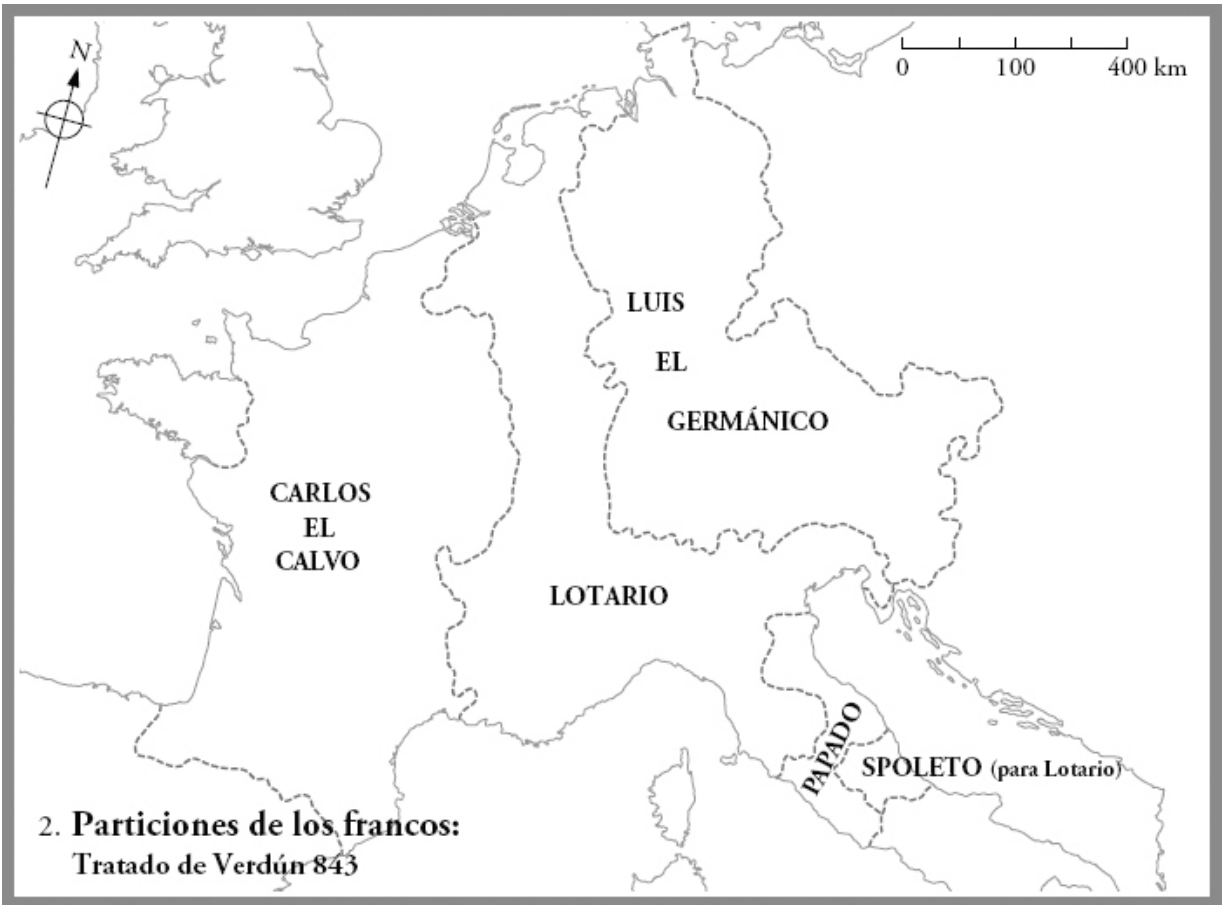 N
0 100 400 km
LUIS
EL
GERMÁNICO
CARLOS
EL
CALVO
LOTARIO
PAPADO
SPOLETO (para Lotario)
2. Particiones de los francos:
Tratado de Verdún 843